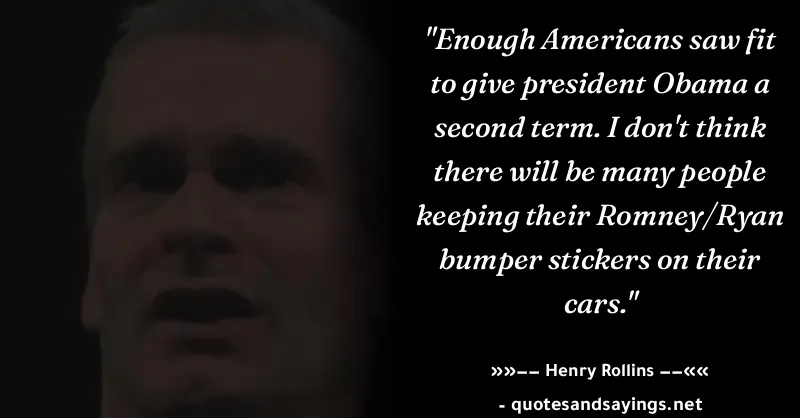 "Enough Americans saw fit
to give president Obama a
second term. I don't think
there will be many people
keeping their Romney/Ryan
bumper stickers on their
cars."
»»−− Henry Rollins −−««
- quotesandsayings.net